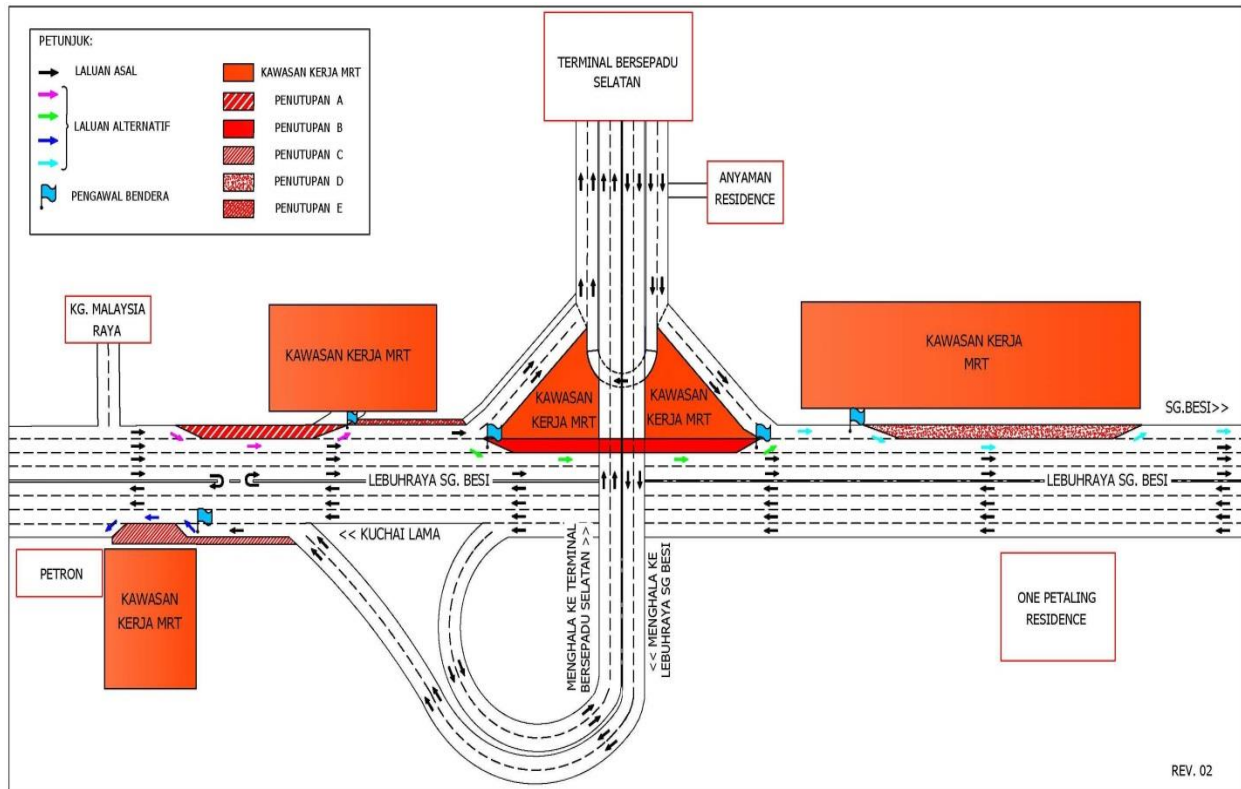 PETUNJUK:
LALUAN ASAL
LALUAN ALTERNATIF
PENGAWAL BENDERA
KAWASAN KERJA MRT
PENUTUPAN A
PENUTUPAN B
PENUTUPAN C
PENUTUPAN D
PENUTUPAN E
TERMINAL BERSEPADU
SELATAN
ANYAMAN
RESIDENCE
KG. MALAYSIA
RAYA
KAWASAN KERJA MRT
KAWASAN
KERJA MRT
KAWASAN
KERJA MRT
KAWASAN KERJA
MRT
SG.BESI>>
LEBUHRAYA SG. BESI
LEBUHRAYA SG. BESI
<< KUCHAI LAMA
MENGHALA KE TERMINAL
BERSEPADU SELATAN >>
<< MENGHALA KE
LEBUHRAYA SG BESI
PETRON
KAWASAN
KERJA MRT
ONE PETALING
RESIDENCE
REV. 02